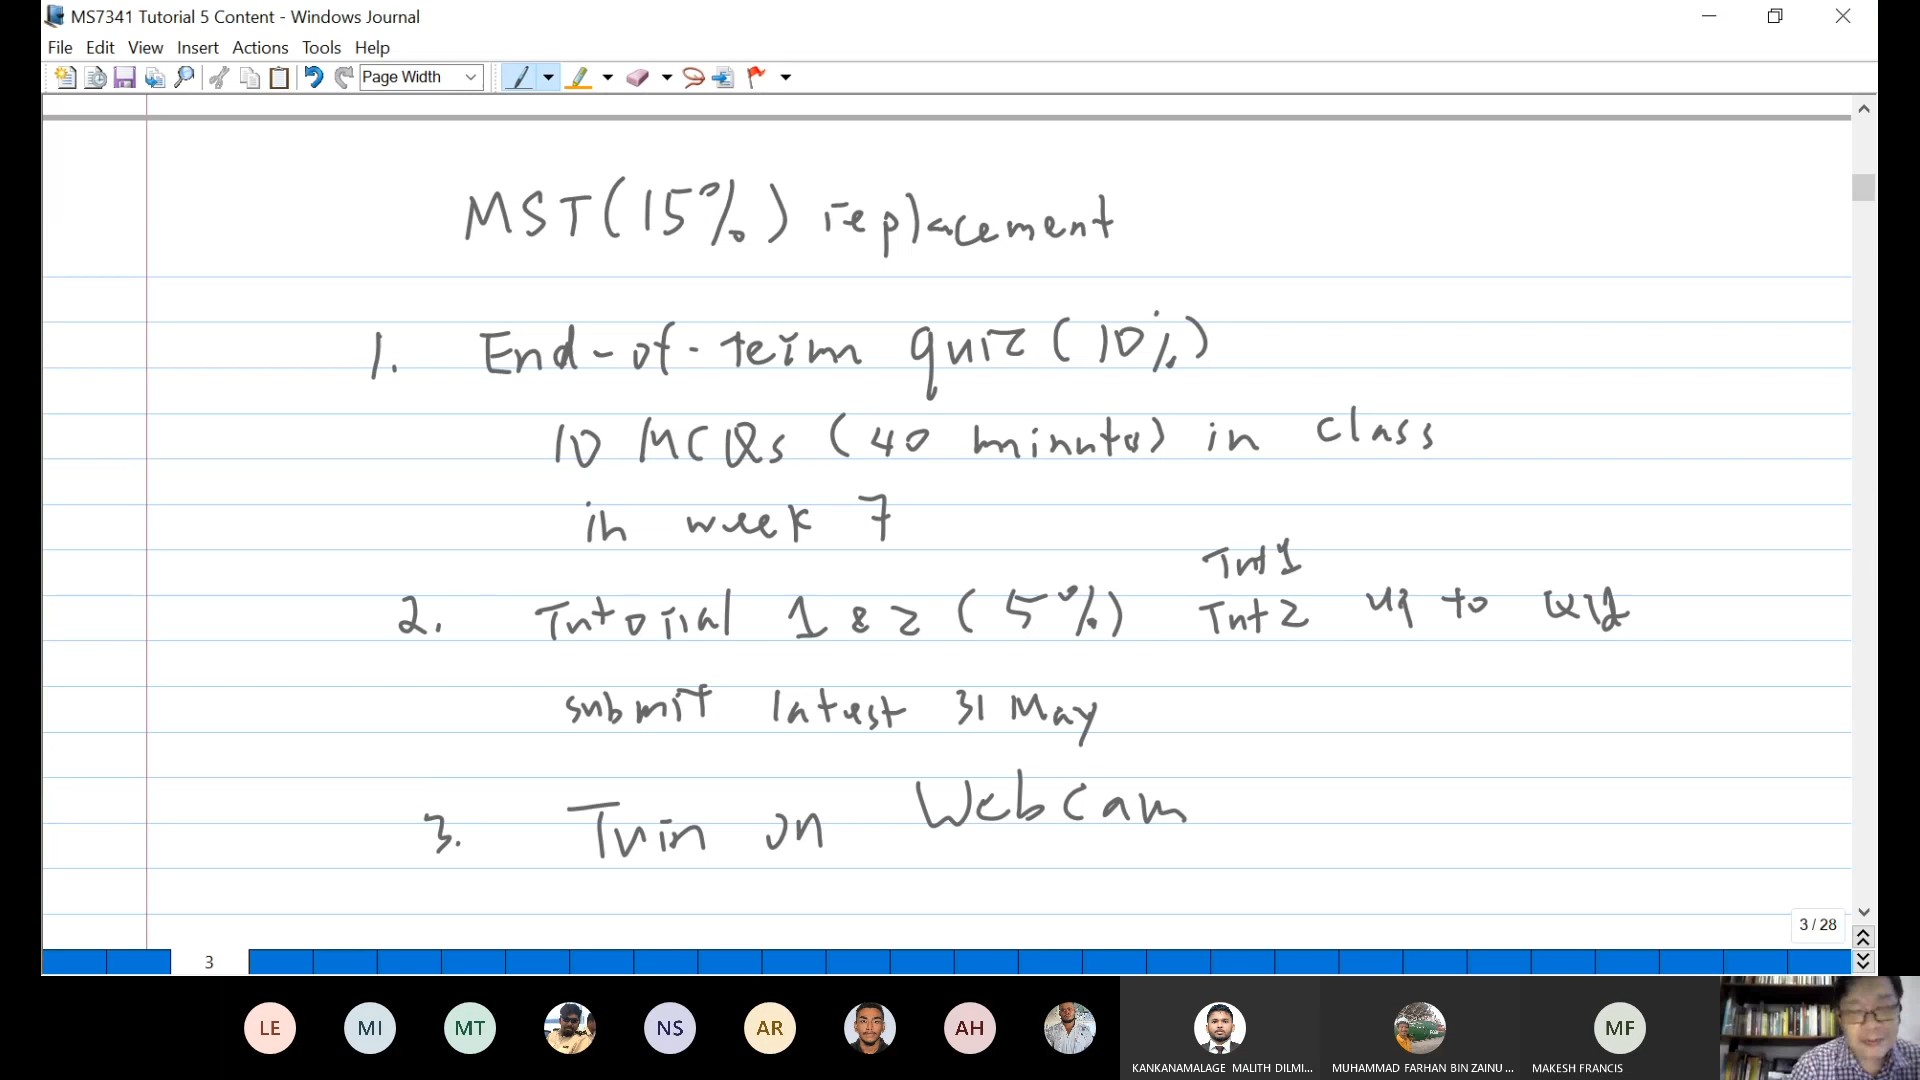 MS7341 Tutorial 5 Content - Windows Journal
File Edit View Insert Actions Tools Help
Page Width
MST (15%) replacement
1. End-of-term quiz (10%)
10 MCQs (40 minutes) in class
in week 7
Tut 1
2. Tutorial 1 & 2 (5%) Tut 2 up to
submit latest 31 May
3. Turn on Webcam
3 / 28
3
LE MI MT NS AR AH MF
KANKANAMALAGE MALITH DILMI... MUHAMMAD FARHAN BIN ZAINU... MAKESH FRANCIS